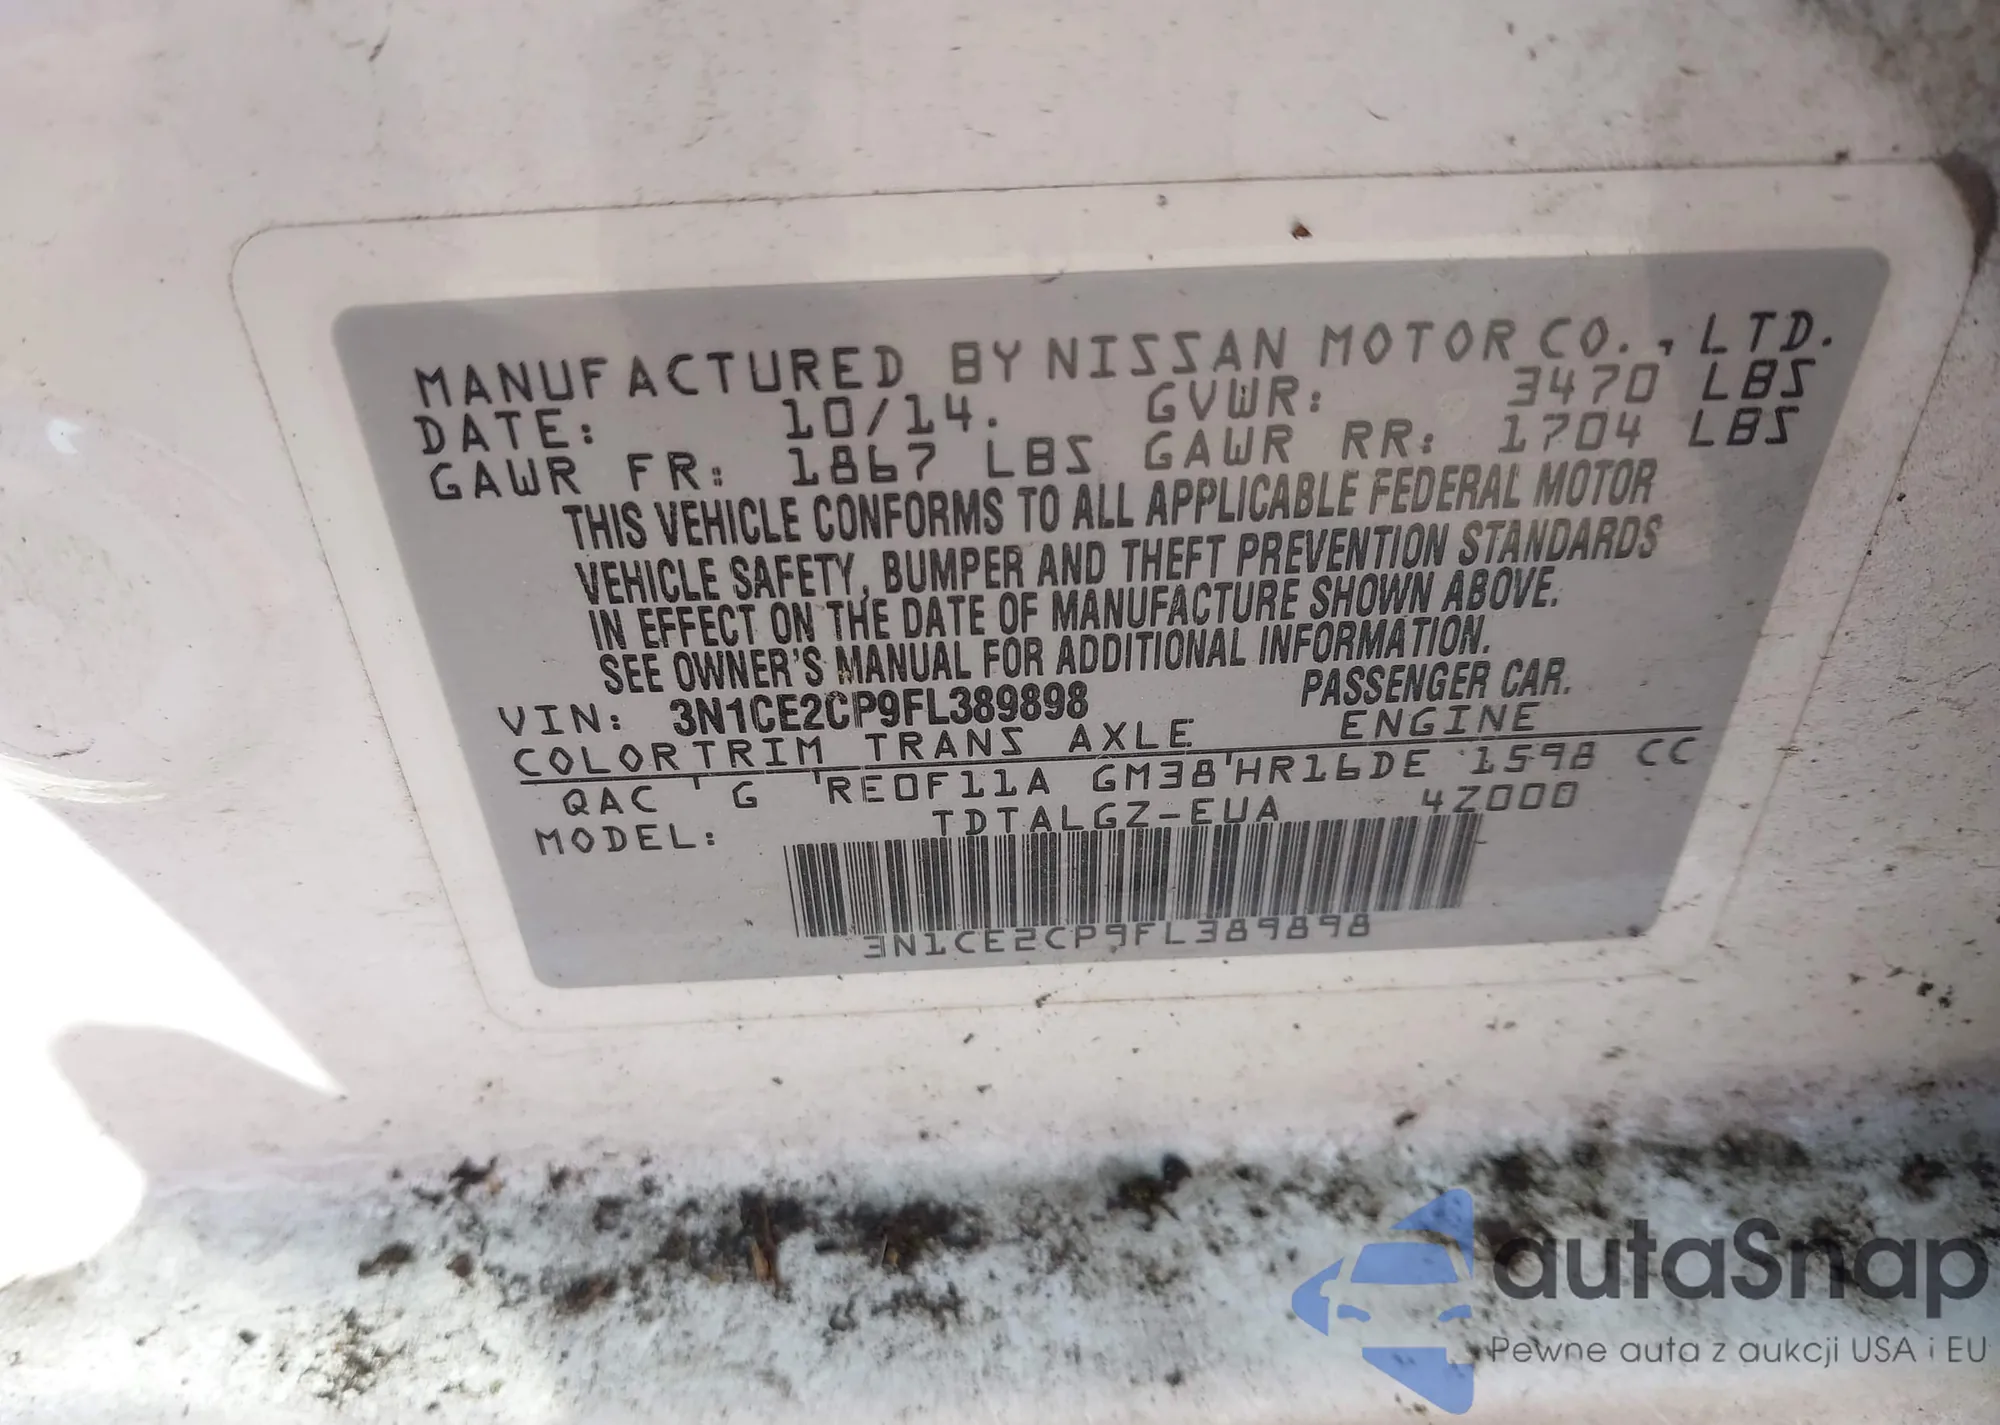 MANUFACTURED BY NISSAN MOTOR CO., LTD.
DATE: 10/14. GVWR: 3470 LBS
GAWR FR: 1867 LBS GAWR RR: 1704 LBS
THIS VEHICLE CONFORMS TO ALL APPLICABLE FEDERAL MOTOR
VEHICLE SAFETY, BUMPER AND THEFT PREVENTION STANDARDS
IN EFFECT ON THE DATE OF MANUFACTURE SHOWN ABOVE.
SEE OWNER'S MANUAL FOR ADDITIONAL INFORMATION.
VIN: 3N1CE2CP9FL389898 PASSENGER CAR.
COLOR TRIM TRANS AXLE ENGINE
QAC G RE0F11A GM38 HR16DE 1598 CC
MODEL: TDTALGZ-EUA 4Z000
3N1CE2CP9FL389898
autaSnap
Pewne auta z aukcji USA i EU